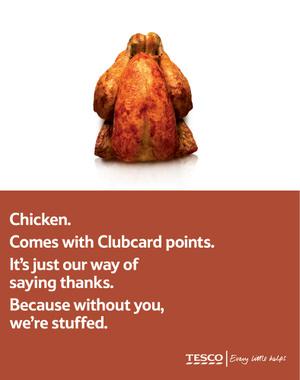 Chicken.
Comes with Clubcard points.
It's just our way of
saying thanks.
Because without you,
we're stuffed.
TESCO | Every little helps